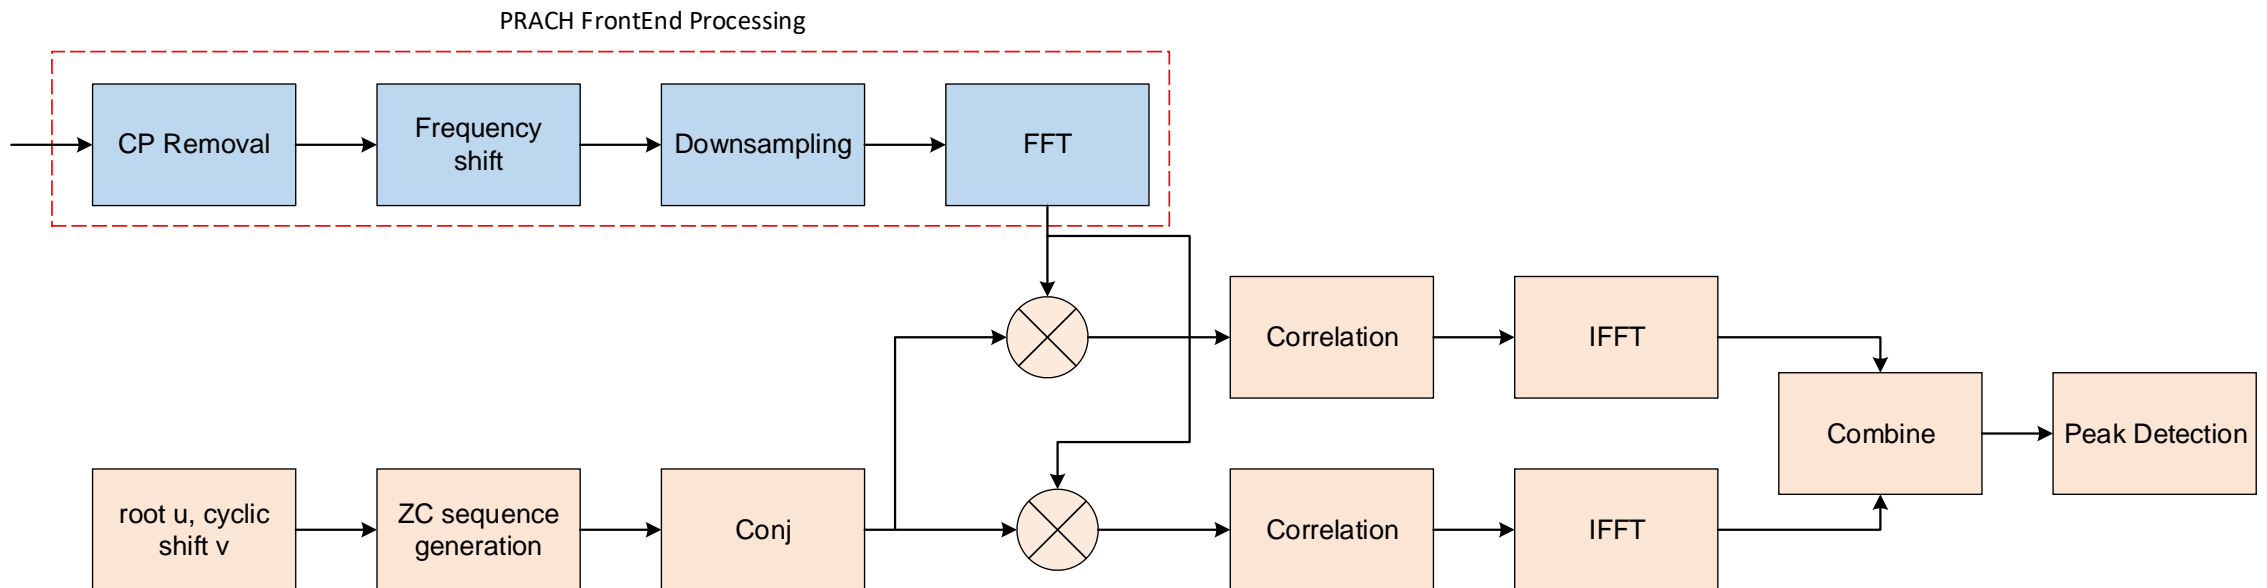 PRACH FrontEnd Processing
CP Removal
Frequency
shift
Downsampling
FFT
Correlation
IFFT
Combine
Peak Detection
root u, cyclic
shift v
ZC sequence
generation
Conj
Correlation
IFFT